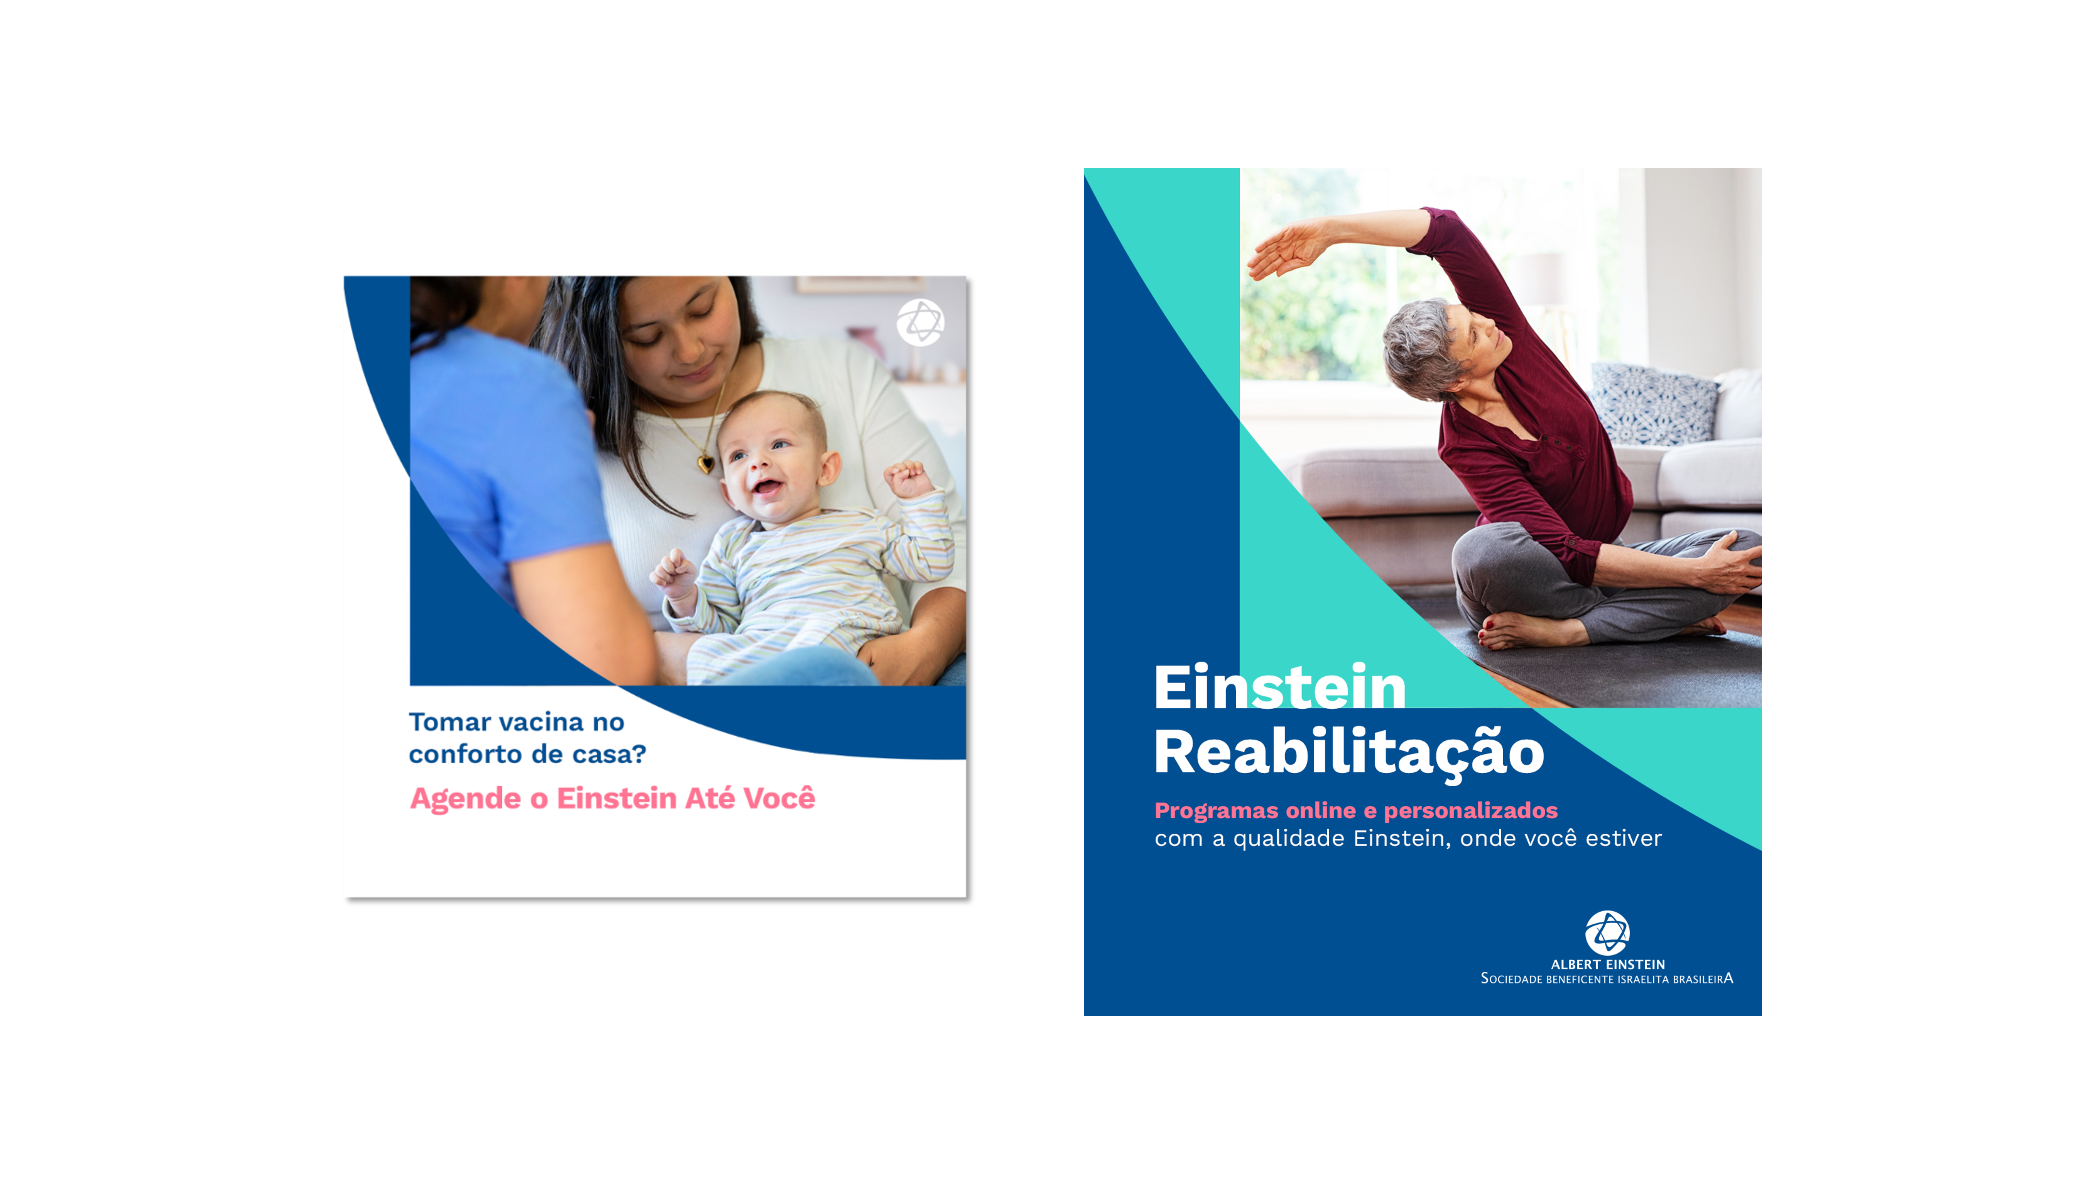 Tomar vacina no
conforto de casa?
Agende o Einstein Até Você
Einstein
Reabilitação
Programas online e personalizados
com a qualidade Einstein, onde você estiver
ALBERT EINSTEIN
SOCIEDADE BENEFICENTE ISRAELITA BRASILEIRA